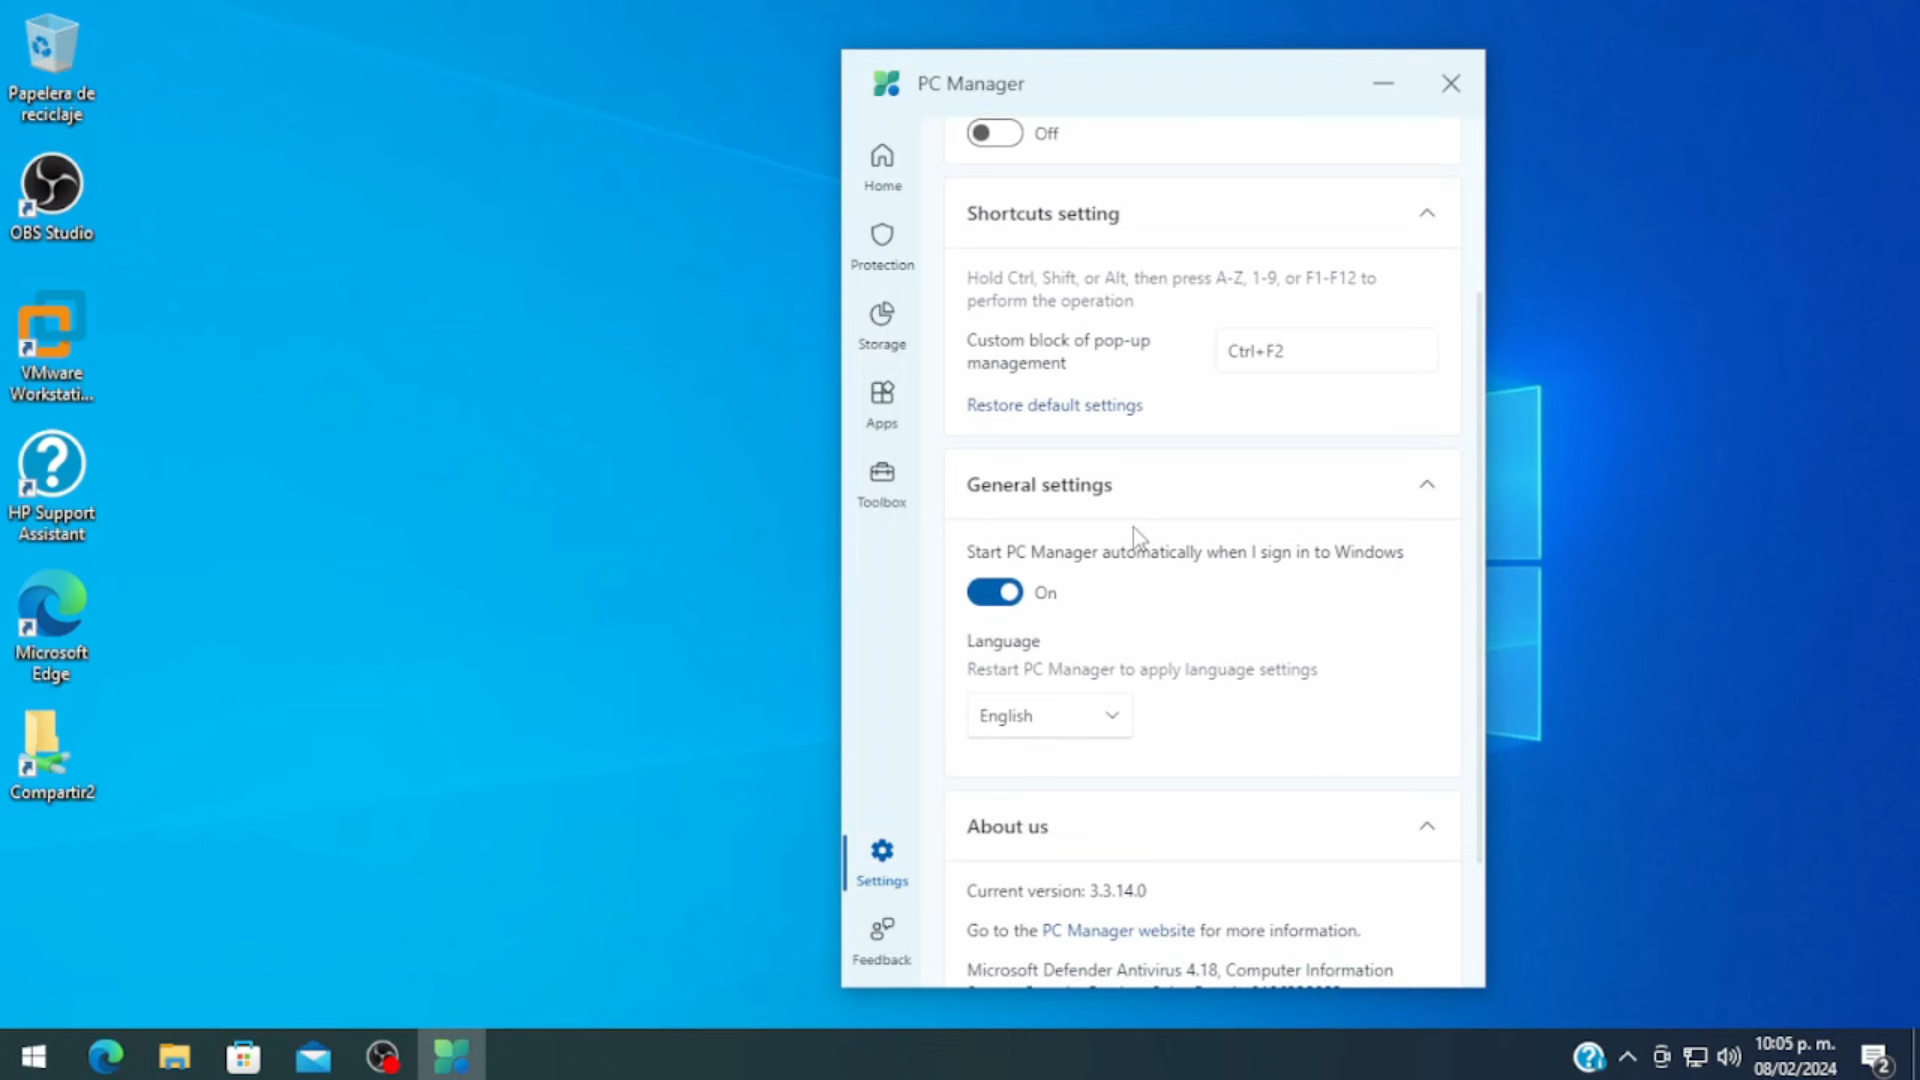 Papelera de
reciclaje
OBS Studio
VMware
Workstati...
HP Support
Assistant
Microsoft
Edge
Compartir2
PC Manager
Home
Protection
Storage
Apps
Toolbox
Settings
Feedback
Off
Shortcuts setting
Hold Ctrl, Shift, or Alt, then press A-Z, 1-9, or F1-F12 to
perform the operation
Custom block of pop-up
management
Ctrl+F2
Restore default settings
General settings
Start PC Manager automatically when I sign in to Windows
On
Language
Restart PC Manager to apply language settings
English
About us
Current version: 3.3.14.0
Go to the PC Manager website for more information.
Microsoft Defender Antivirus 4.18, Computer Information
10:05 p. m.
08/02/2024
2